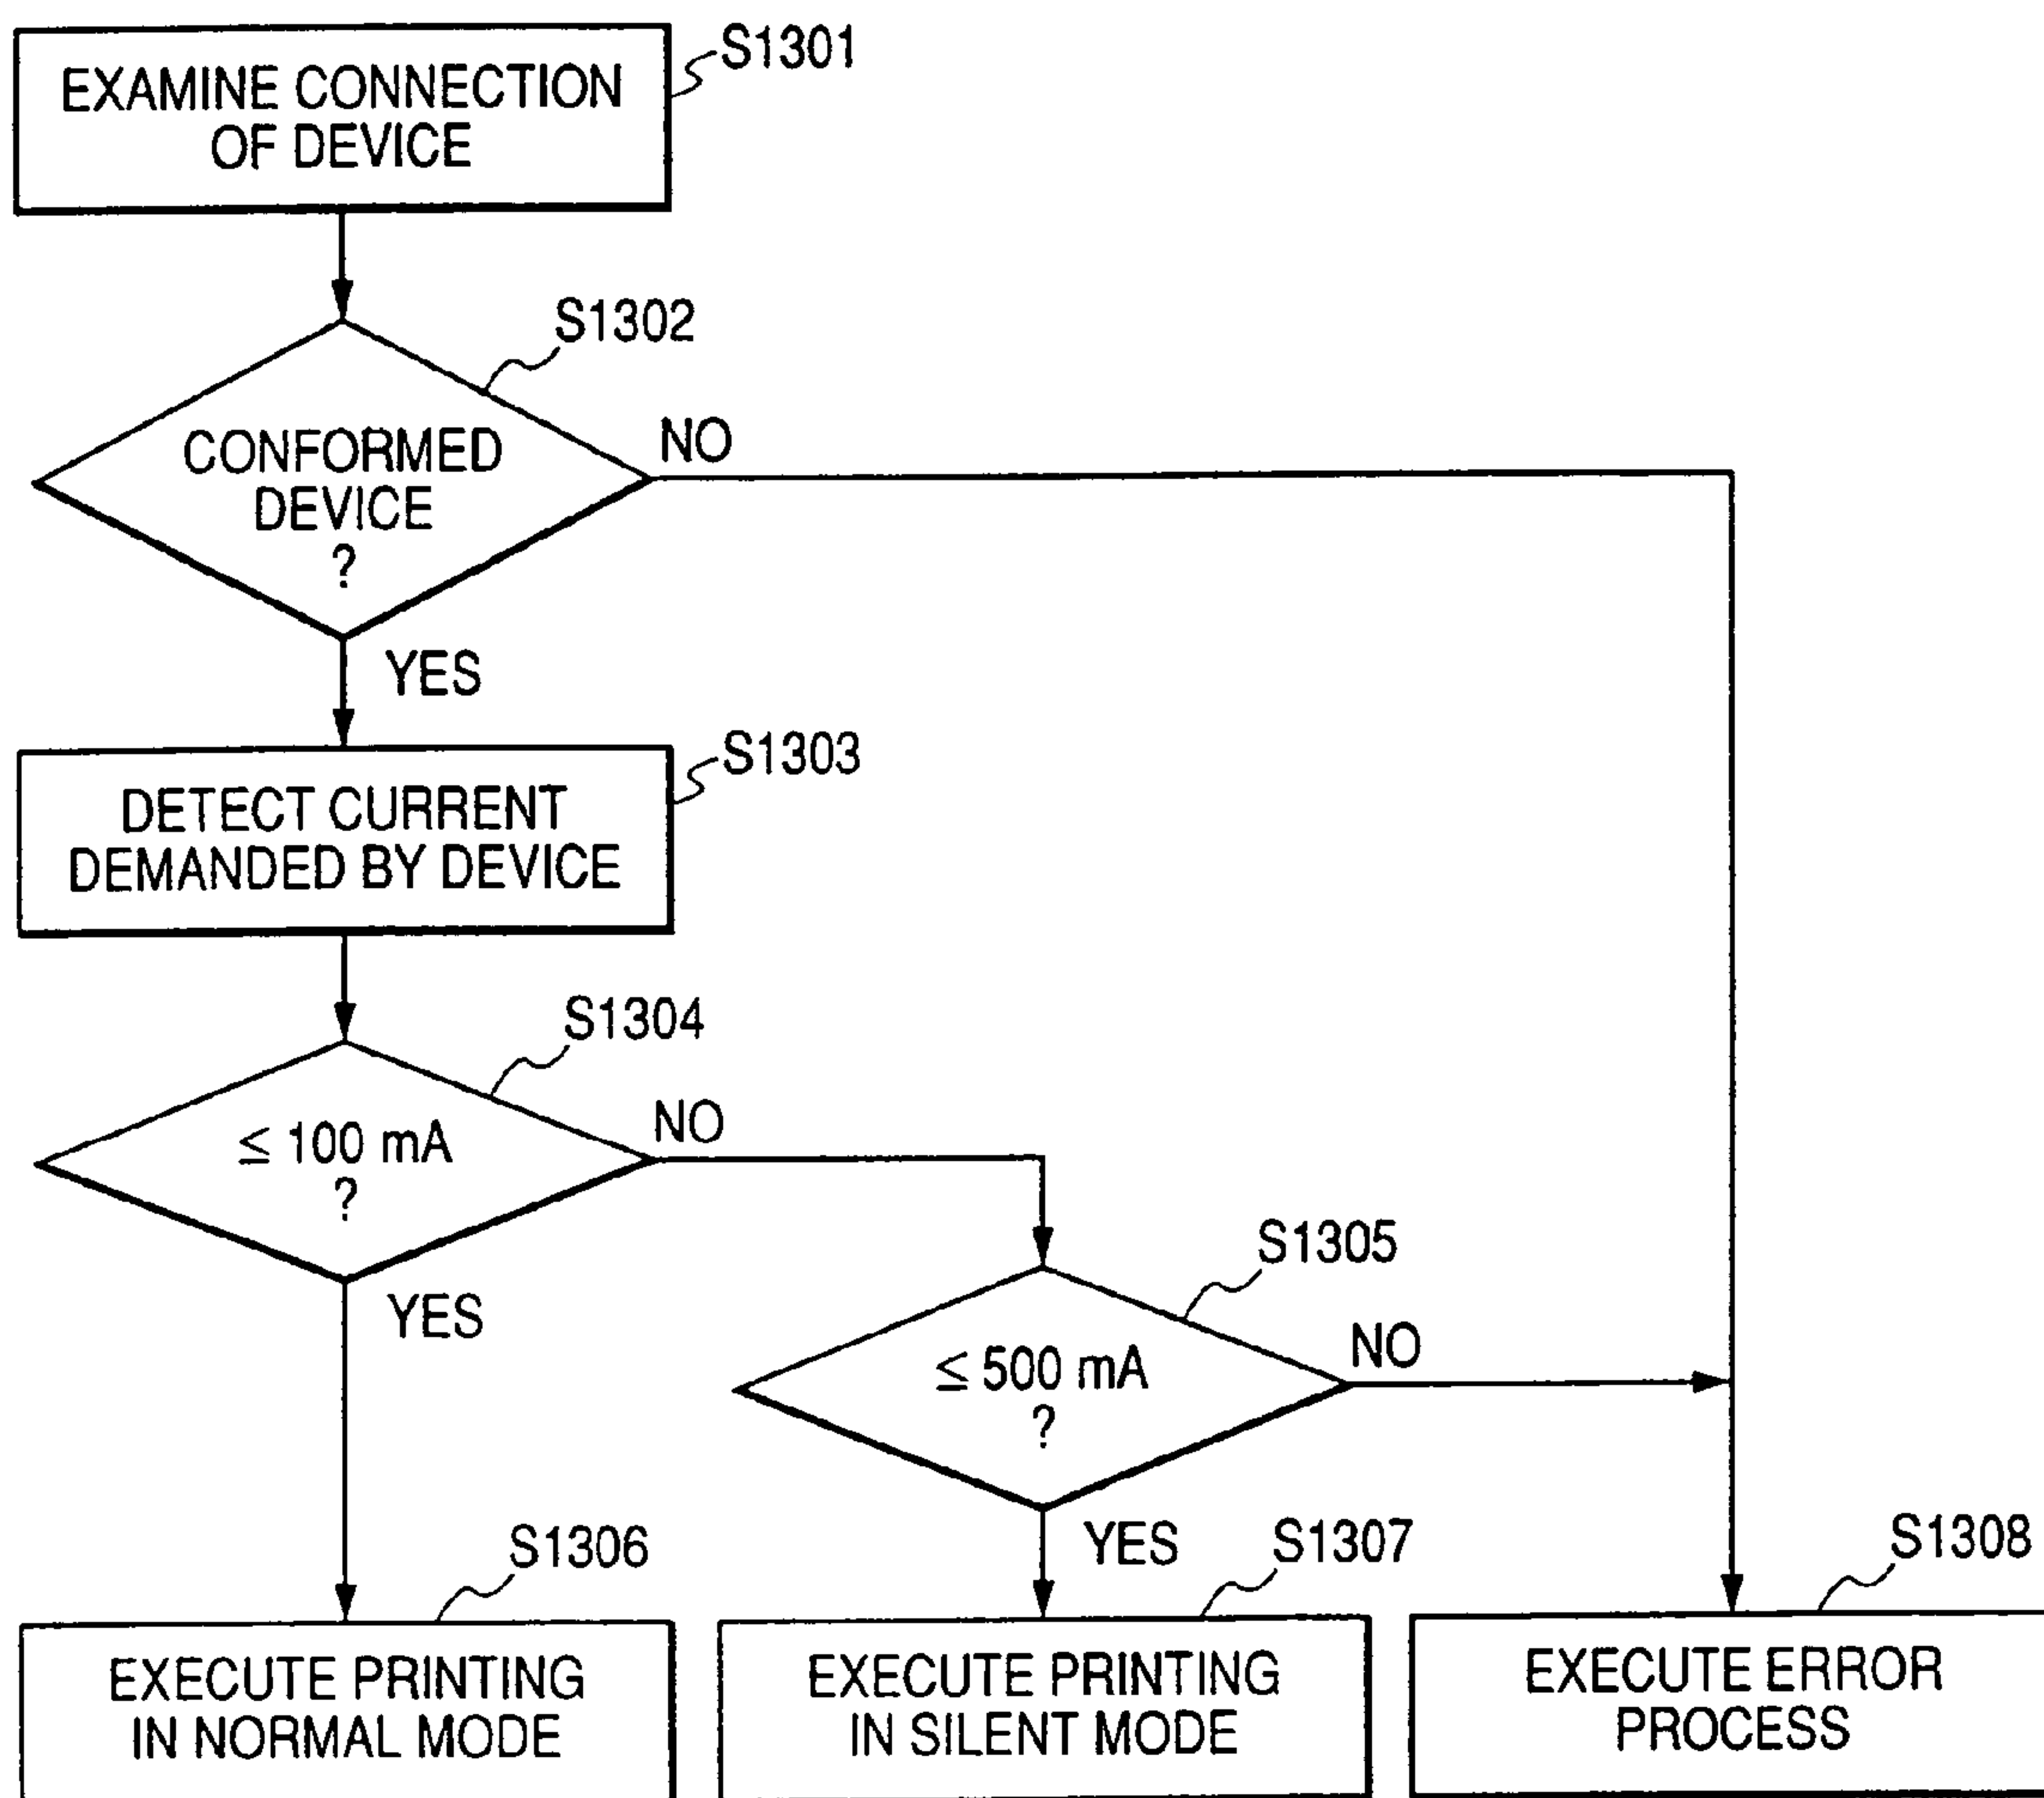 S1301
EXAMINE CONNECTION
OF DEVICE
S1302
CONFORMED
DEVICE
?
NO
YES
S1303
DETECT CURRENT
DEMANDED BY DEVICE
S1304
≤ 100 mA
?
NO
YES
S1305
≤ 500 mA
?
NO
YES
S1306
EXECUTE PRINTING
IN NORMAL MODE
S1307
EXECUTE PRINTING
IN SILENT MODE
S1308
EXECUTE ERROR
PROCESS